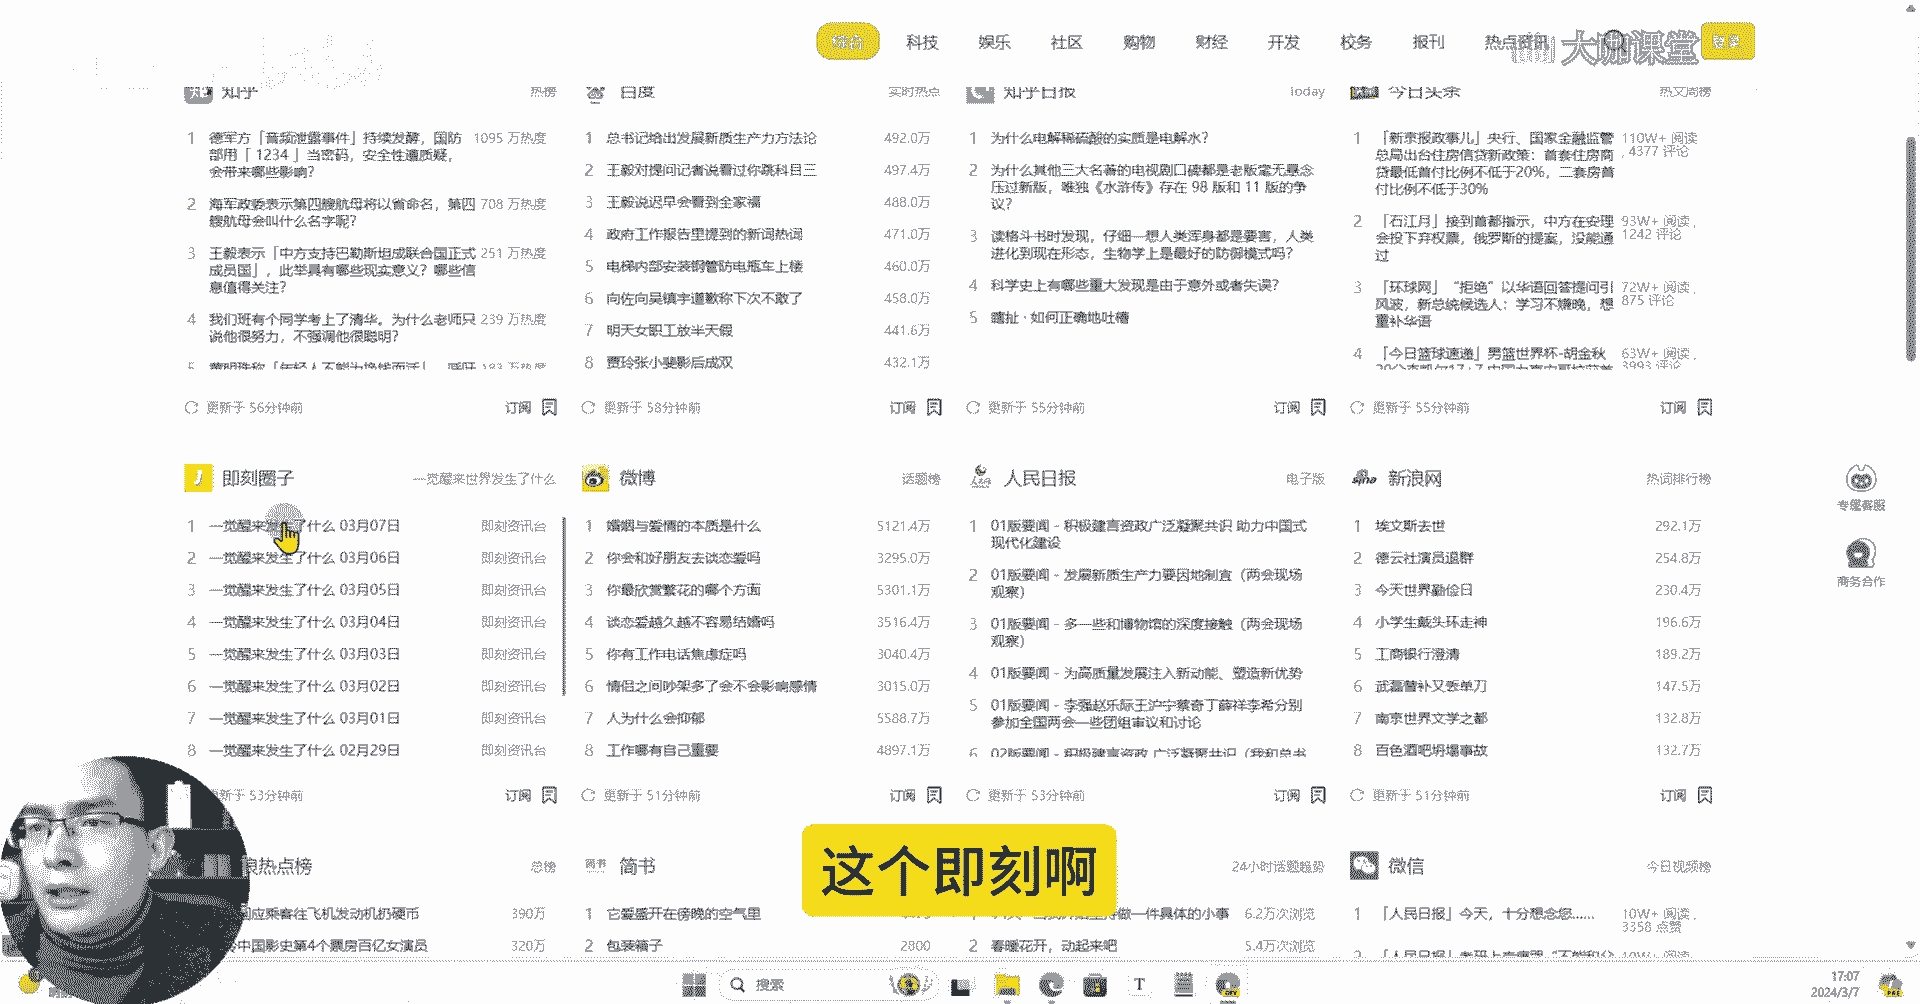 综合 科技 娱乐 社区 购物 财经 开发 校务 报刊 热点资讯 登录
大咖课堂
知乎 热榜
1 德军方「音频泄露事件」持续发酵，国防 1095 万热度
部用「 1234 」当密码，安全性遭质疑，
会带来哪些影响？
2 海军政委表示第四艘航母将以省命名，第四 708 万热度
艘航母会叫什么名字呢？
3 王毅表示「中方支持巴勒斯坦成联合国正式 251 万热度
成员国」，此举具有哪些现实意义？哪些信
息值得关注？
4 我们班有个同学考上了清华。为什么老师只 239 万热度
说他很努力，不强调他很聪明？
更新于 56分钟前 订阅
百度 实时热点
1 总书记给出发展新质生产力方法论 492.0万
2 王毅对提问记者说看过你跳科目三 497.4万
3 王毅说迟早会看到全家福 488.0万
4 政府工作报告里提到的新词热词 471.0万
5 电梯内部安装钢管防电瓶车上楼 460.0万
6 向佐向吴镇宇道歉称下次不敢了 458.0万
7 明天女职工放半天假 441.6万
8 贾玲张小斐影后成双 432.1万
更新于 58分钟前 订阅
知乎日报 Today
1 为什么电解稀硫酸的实质是电解水？
2 为什么其他三大名著的电视剧口碑都是老版毫无悬念
压过新版，唯独《水浒传》存在 98 版和 11 版的争
议？
3 读格斗书时发现，仔细一想人类浑身都是要害，人类
进化到现在形态，生物学上是最好的防御模式吗？
4 科学史上有哪些重大发现是由于意外或者失误？
5 瞎扯 · 如何正确地吐槽
更新于 55分钟前 订阅
今日头条 热文周榜
1 「新京报政事儿」央行、国家金融监管 110W+ 阅读
总局出台住房信贷新政策：首套住房商 , 4377 评论
贷最低首付比例不低于20%，二套房首
付比例不低于30%
2 「石江月」接到首都指示，中方在安理 93W+ 阅读 ,
会投下弃权票，俄罗斯的提案，没能通 1242 评论
过
3 「环球网」“拒绝”以华语回答提问引 72W+ 阅读 ,
风波，新总统候选人：学习不嫌晚，想 875 评论
重补华语
4 「今日篮球速递」男篮世界杯-胡金秋 63W+ 阅读 ,
3993 评论
更新于 55分钟前 订阅
即刻圈子 一觉醒来世界发生了什么
1 一觉醒来发生了什么 03月07日 即刻资讯台
2 一觉醒来发生了什么 03月06日 即刻资讯台
3 一觉醒来发生了什么 03月05日 即刻资讯台
4 一觉醒来发生了什么 03月04日 即刻资讯台
5 一觉醒来发生了什么 03月03日 即刻资讯台
6 一觉醒来发生了什么 03月02日 即刻资讯台
7 一觉醒来发生了什么 03月01日 即刻资讯台
8 一觉醒来发生了什么 02月29日 即刻资讯台
更新于 53分钟前 订阅
微博 话题榜
1 婚姻与爱情的本质是什么 5121.4万
2 你会和好朋友去谈恋爱吗 3295.0万
3 你最欣赏繁花的哪个方面 5301.1万
4 谈恋爱越久越不容易结婚吗 3516.4万
5 你有工作电话焦虑症吗 3040.4万
6 情侣之间吵架多了会不会影响感情 3015.0万
7 人为什么会抑郁 5588.7万
8 工作哪有自己重要 4897.1万
更新于 51分钟前 订阅
人民日报 电子版
1 01版要闻 - 积极建言资政广泛凝聚共识 助力中国式
现代化建设
2 01版要闻 - 发展新质生产力要因地制宜（两会现场
观察）
3 01版要闻 - 多一些和博物馆的深度接触（两会现场
观察）
4 01版要闻 - 为高质量发展注入新动能、塑造新优势
5 01版要闻 - 李强赵乐际王沪宁蔡奇丁薛祥李希分别
参加全国两会一些团组审议和讨论
6 02版要闻 - 积极建言资政 广泛凝聚共识（我和总书
更新于 53分钟前 订阅
新浪网 热词排行榜
1 埃文斯去世 292.1万
2 德云社演员退群 254.8万
3 今天世界勤俭日 230.4万
4 小学生戴头环走神 196.6万
5 工商银行澄清 189.2万
6 武磊替补又丢单刀 147.5万
7 南京世界文学之都 132.8万
8 百色酒吧坍塌事故 132.7万
更新于 51分钟前 订阅
专属客服
商务合作
浪热点榜 总榜
回应乘客往飞机发动机扔硬币 390万
中国影史第4个票房百亿女演员 320万
简书
1 它爱盛开在傍晚的空气里
2 包装箱子 2800
24小时话题趋势
做一件具体的小事 6.2万次浏览
2 春暖花开，动起来吧 5.4万次浏览
微信 今日视频榜
1 「人民日报」今天，十分想念您…… 10W+ 阅读 ,
3358 点赞
这个即刻啊
搜索
17:07
2024/3/7